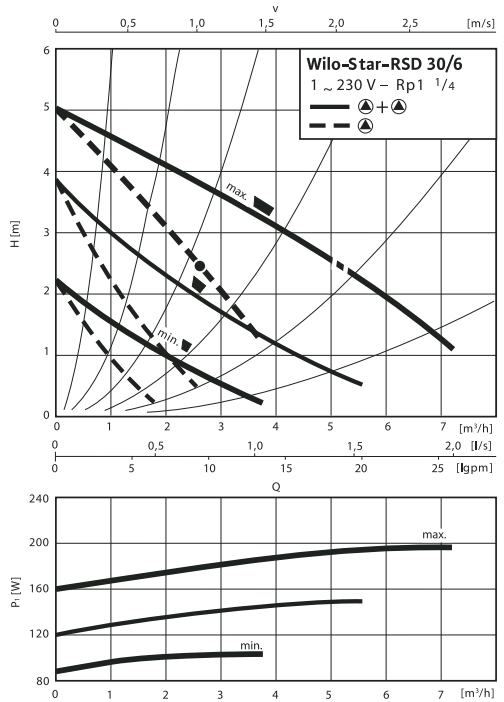 v
0 0,5 1,0 1,5 2,0 2,5 [m/s]
6
Wilo-Star-RSD 30/6
1 ~ 230 V – Rp1 1/4
+
5
4
max.
3
H [m]
2
min.
1
0
0 1 2 3 4 5 6 7 [m³/h]
0 0,5 1,0 1,5 2,0 [l/s]
0 5 10 15 20 25 [lgpm]
Q
240
max.
200
P₁ [W]
160
120
min.
80
0 1 2 3 4 5 6 7 [m³/h]